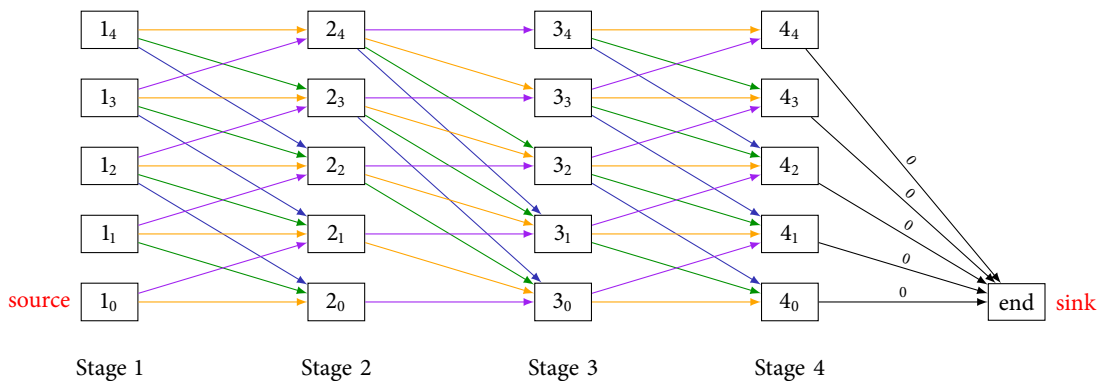 1₄ 2₄ 3₄ 4₄
1₃ 2₃ 3₃ 4₃
1₂ 2₂ 3₂ 4₂
0
0
0
1₁ 2₁ 3₁ 4₁
0
source 1₀ 2₀ 3₀ 4₀ 0 end sink
Stage 1 Stage 2 Stage 3 Stage 4